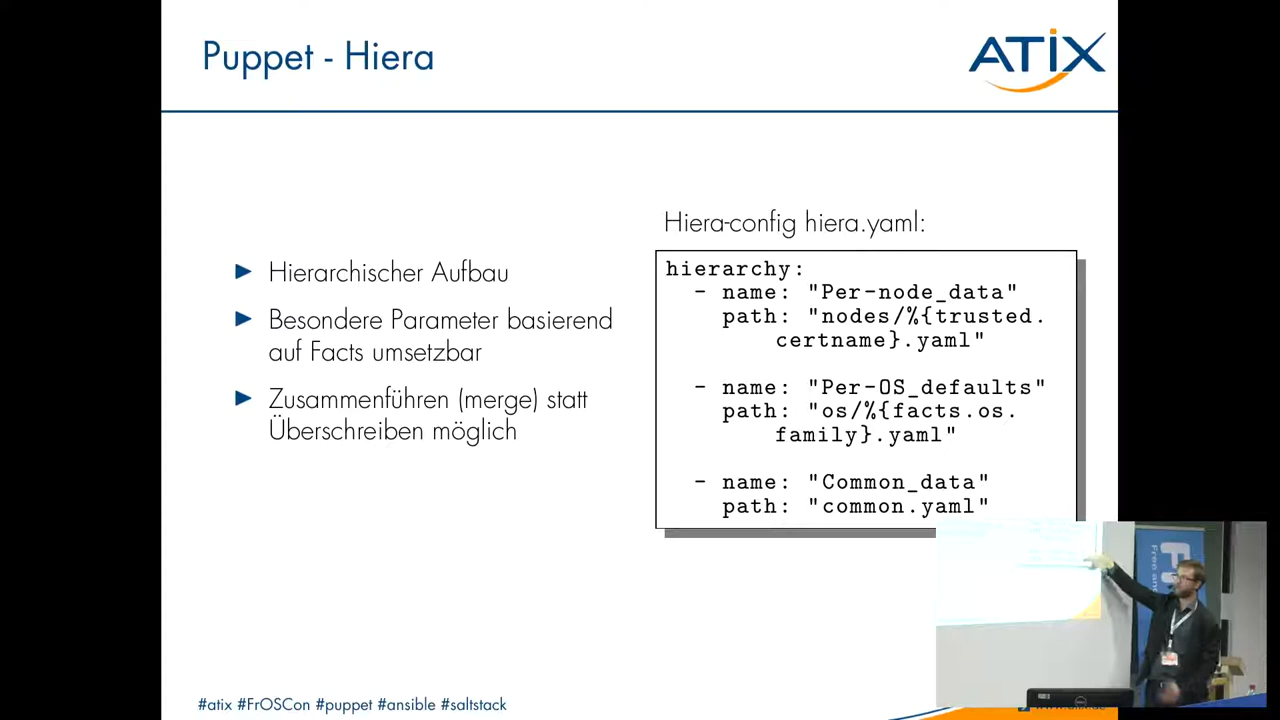 Puppet - Hiera
ATIX
Hierarchischer Aufbau
Besondere Parameter basierend
auf Facts umsetzbar
Zusammenführen (merge) statt
Überschreiben möglich
Hiera-config hiera.yaml:
hierarchy:
- name: "Per-node_data"
path: "nodes/%{trusted.
certname}.yaml"
- name: "Per-OS_defaults"
path: "os/%{facts.os.
family}.yaml"
- name: "Common_data"
path: "common.yaml"
#atix #FrOSCon #puppet #ansible #saltstack